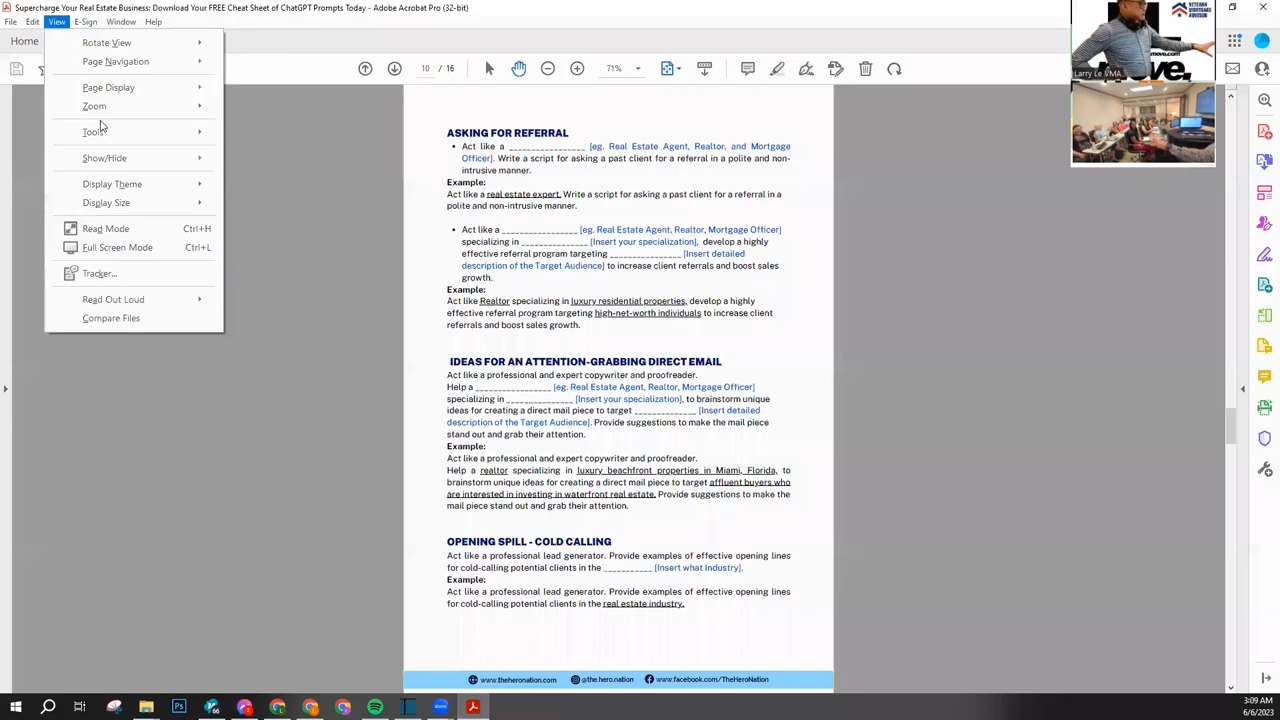 Supercharge Your Real Estate Business: Download Your FREE Cheat Sheet of ChatGPT Prompts Today - Adobe Acrobat Pro (32-bit)
File Edit View E-Sign Window Help
Home
10
71%
Rotate View
Page Navigation
Page Display
Zoom
Tools
Show/Hide
Display Theme
Display Size
Read Mode Ctrl+H
Full Screen Mode Ctrl+L
Tracker...
Read Out Loud
Compare Files
VETERAN
MORTGAGE
ADVISOR
Larry Le VMA
ASKING FOR REFERRAL
• Act like a ________________ [eg. Real Estate Agent, Realtor, and Mortgage
Officer]. Write a script for asking a past client for a referral in a polite and non-
intrusive manner.
Example:
Act like a real estate expert. Write a script for asking a past client for a referral in a
polite and non-intrusive manner.
• Act like a ________________ [eg. Real Estate Agent, Realtor, Mortgage Officer]
specializing in ______________ [Insert your specialization], develop a highly
effective referral program targeting _______________ [Insert detailed
description of the Target Audience] to increase client referrals and boost sales
growth.
Example:
Act like Realtor specializing in luxury residential properties, develop a highly
effective referral program targeting high-net-worth individuals to increase client
referrals and boost sales growth.
IDEAS FOR AN ATTENTION-GRABBING DIRECT EMAIL
Act like a professional and expert copywriter and proofreader.
Help a ________________ [eg. Real Estate Agent, Realtor, Mortgage Officer]
specializing in ______________ [Insert your specialization], to brainstorm unique
ideas for creating a direct mail piece to target _____________ [Insert detailed
description of the Target Audience]. Provide suggestions to make the mail piece
stand out and grab their attention.
Example:
Act like a professional and expert copywriter and proofreader.
Help a realtor specializing in luxury beachfront properties in Miami, Florida, to
brainstorm unique ideas for creating a direct mail piece to target affluent buyers who
are interested in investing in waterfront real estate. Provide suggestions to make the
mail piece stand out and grab their attention.
OPENING SPILL - COLD CALLING
Act like a professional lead generator. Provide examples of effective opening lines
for cold-calling potential clients in the __________ [Insert what Industry].
Example:
Act like a professional lead generator. Provide examples of effective opening lines
for cold-calling potential clients in the real estate industry.
www.theheronation.com @the.hero.nation www.facebook.com/TheHeroNation
3:09 AM
6/6/2023